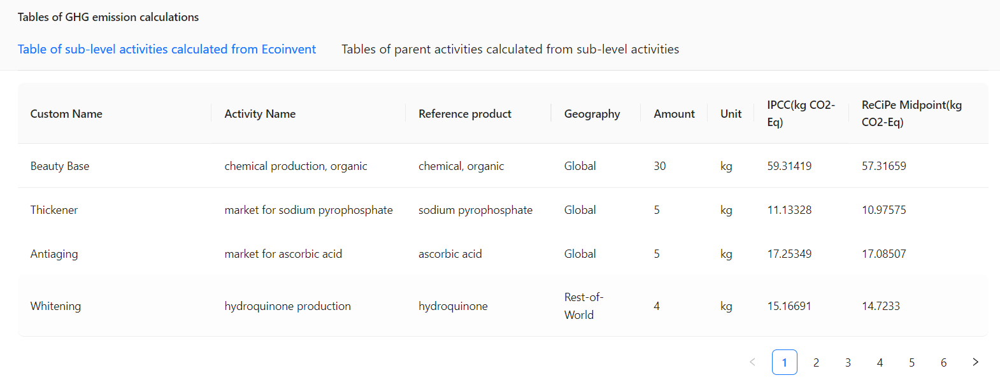 Tables of GHG emission calculations
Table of sub-level activities calculated from Ecoinvent Tables of parent activities calculated from sub-level activities
Custom Name Activity Name Reference product Geography Amount Unit IPCC(kg CO2-Eq) ReCiPe Midpoint(kg CO2-Eq)
Beauty Base chemical production, organic chemical, organic Global 30 kg 59.31419 57.31659
Thickener market for sodium pyrophosphate sodium pyrophosphate Global 5 kg 11.13328 10.97575
Antiaging market for ascorbic acid ascorbic acid Global 5 kg 17.25349 17.08507
Whitening hydroquinone production hydroquinone Rest-of-World 4 kg 15.16691 14.7233
< 1 2 3 4 5 6 >